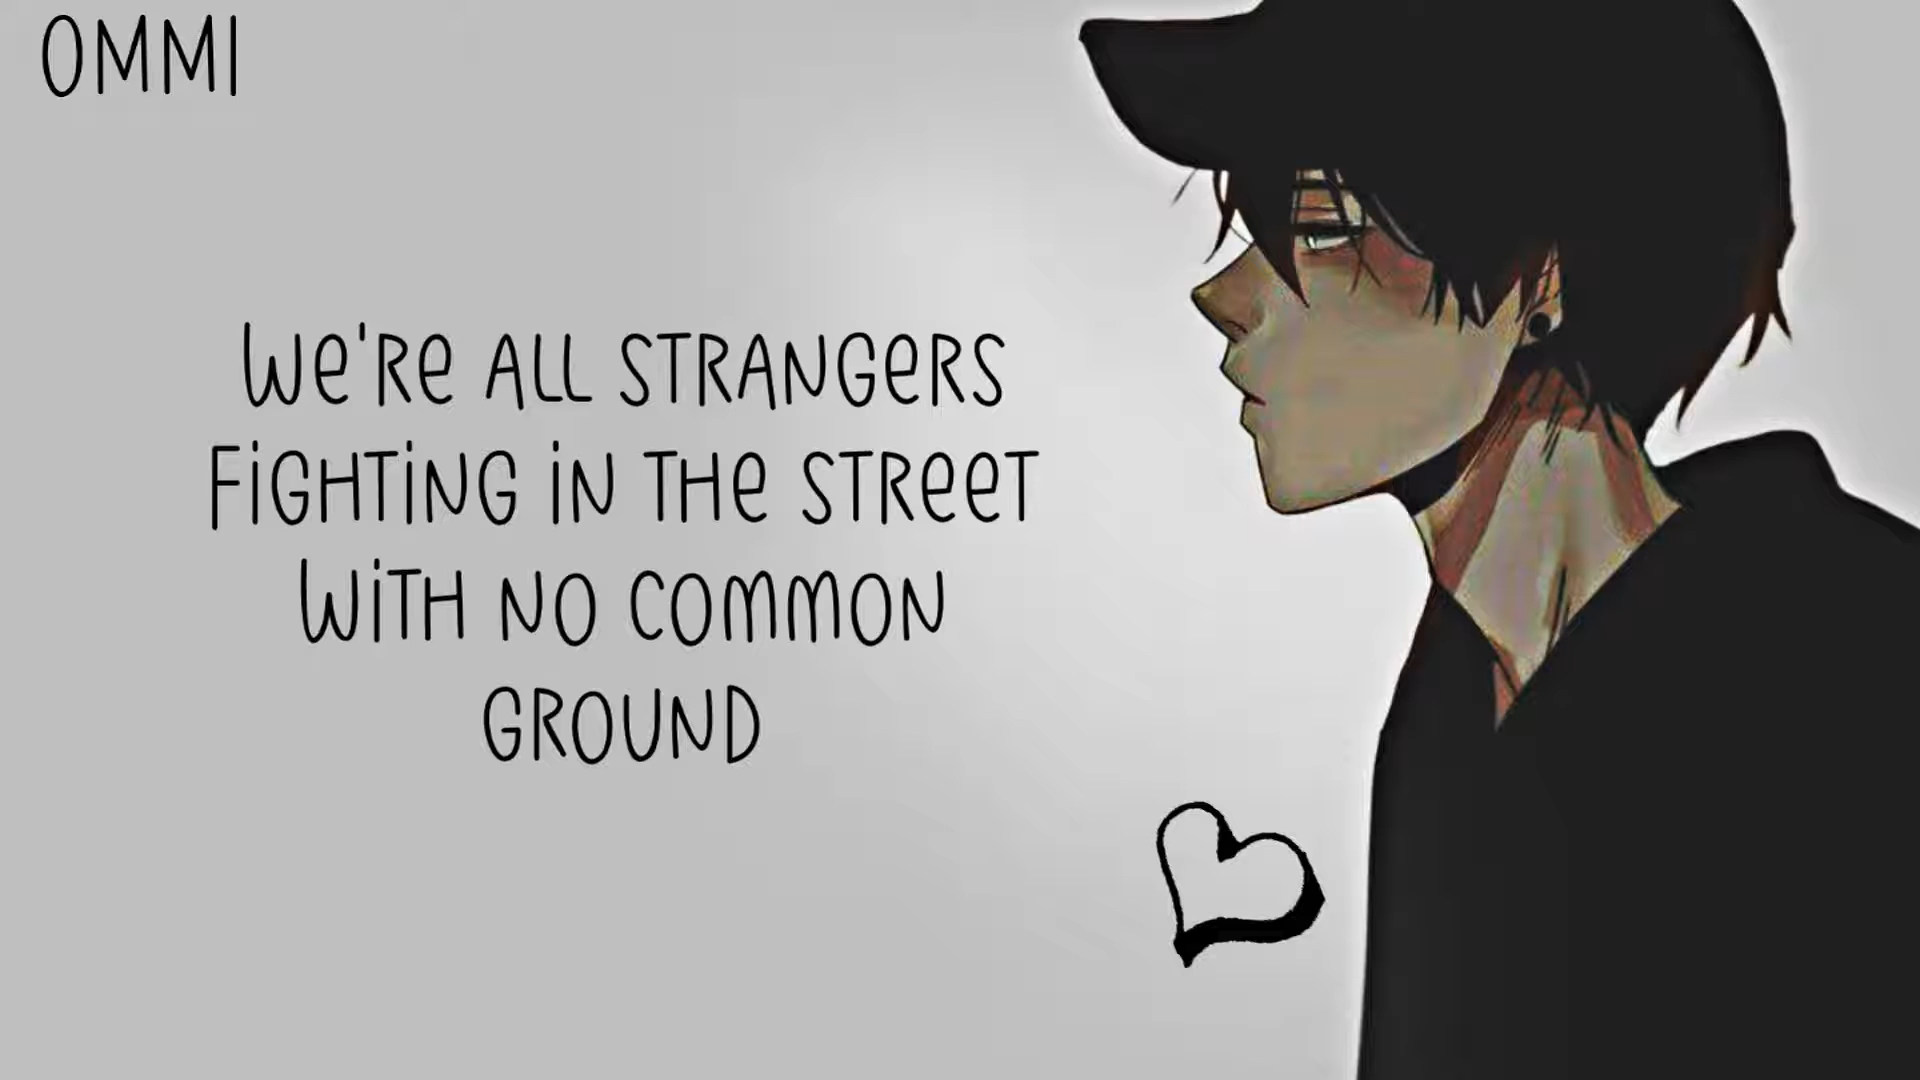 OMMI
We're ALL STRANGeRS
FiGHTiNG iN THe STReeT
WiTH NO COmmON
GROUND